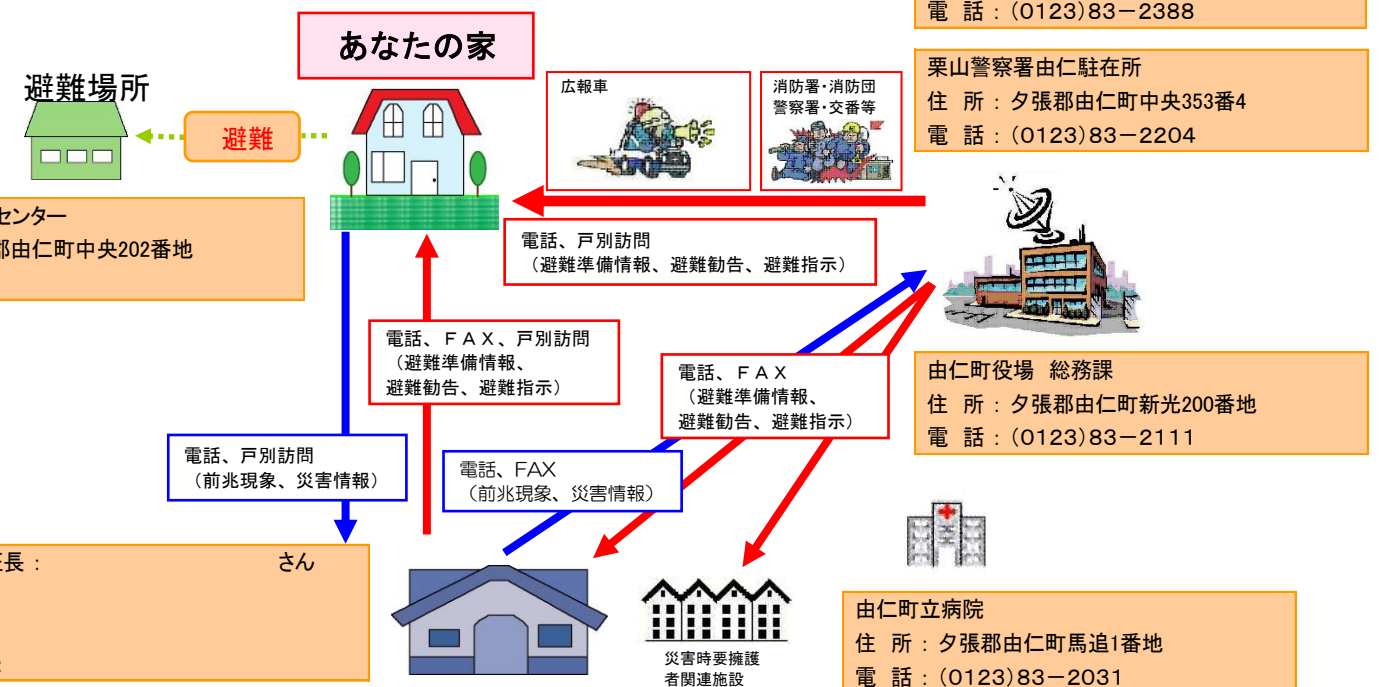 電 話：(0123)83－2388
あなたの家
栗山警察署由仁駐在所
住 所：夕張郡由仁町中央353番4
電 話：(0123)83－2204
避難場所
広報車
消防署・消防団
警察署・交番等
避難
センター
郡由仁町中央202番地
電話、戸別訪問
（避難準備情報、避難勧告、避難指示）
電話、ＦＡＸ、戸別訪問
（避難準備情報、
避難勧告、避難指示）
電話、ＦＡＸ
（避難準備情報、
避難勧告、避難指示）
由仁町役場 総務課
住 所：夕張郡由仁町新光200番地
電 話：(0123)83－2111
電話、戸別訪問
（前兆現象、災害情報）
電話、FAX
（前兆現象、災害情報）
長： さん
由仁町立病院
住 所：夕張郡由仁町馬追1番地
電 話：(0123)83－2031
災害時要擁護
者関連施設